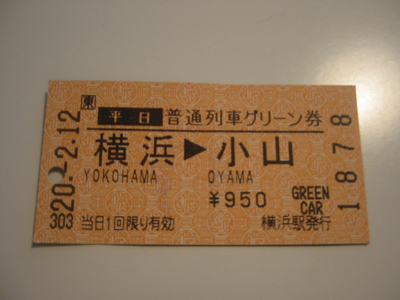 東
平日 普通列車グリーン券
横浜▶小山
YOKOHAMA OYAMA
¥950 GREEN CAR
303 当日1回限り有効 横浜駅発行
20.-2.12
1878